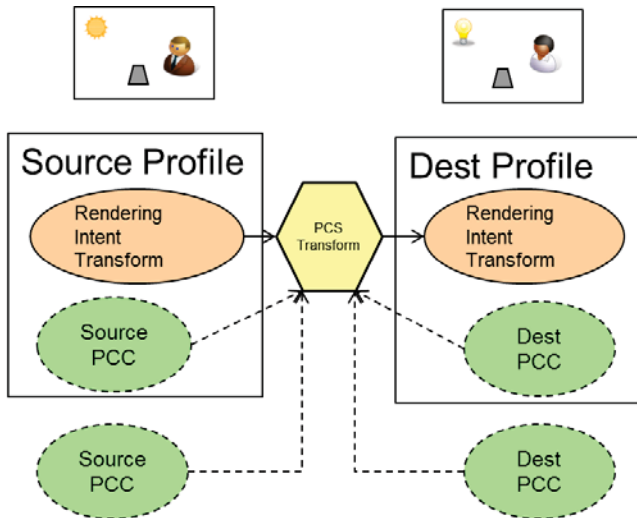 Source Profile
Rendering
Intent
Transform
Source
PCC
PCS
Transform
Dest Profile
Rendering
Intent
Transform
Dest
PCC
Source
PCC
Dest
PCC